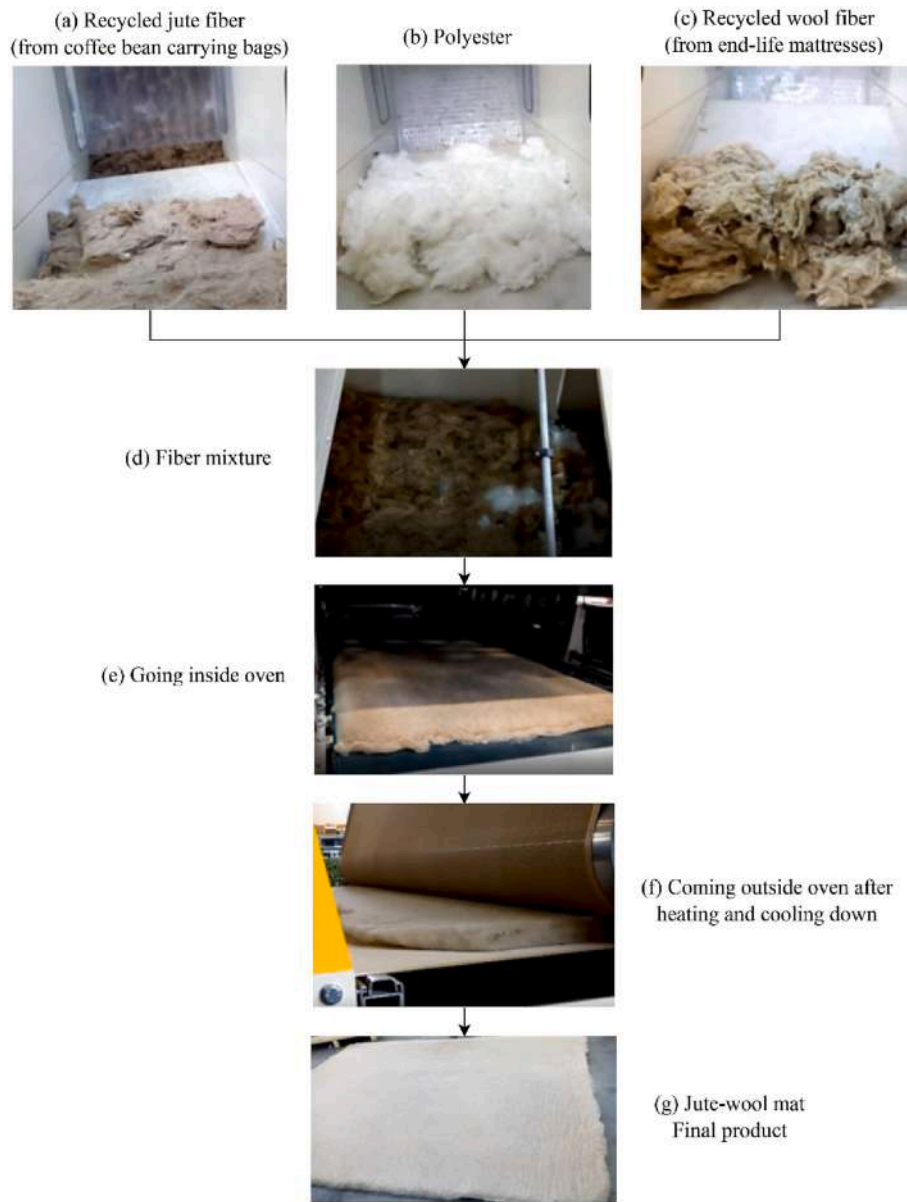 (a) Recycled jute fiber
(from coffee bean carrying bags)
(b) Polyester
(c) Recycled wool fiber
(from end-life mattresses)
(d) Fiber mixture
(e) Going inside oven
(f) Coming outside oven after
heating and cooling down
(g) Jute-wool mat
Final product